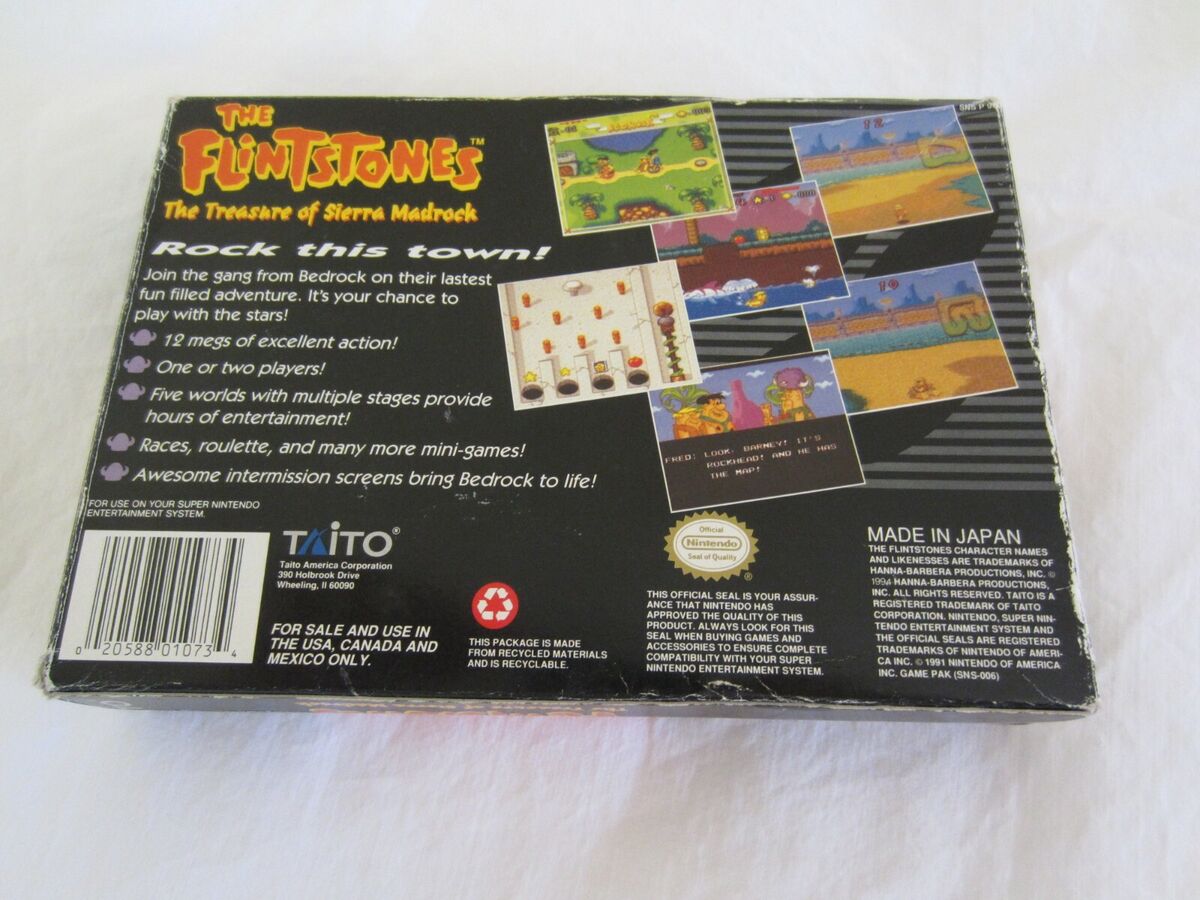 THE
FLINTSTONES™
The Treasure of Sierra Madrock
Rock this town!
Join the gang from Bedrock on their lastest
fun filled adventure. It's your chance to
play with the stars!
12 megs of excellent action!
One or two players!
Five worlds with multiple stages provide
hours of entertainment!
Races, roulette, and many more mini-games!
Awesome intermission screens bring Bedrock to life!
FOR USE ON YOUR SUPER NINTENDO
ENTERTAINMENT SYSTEM.
SNS P
12
10
FRED: LOOK, BARNEY! IT'S
ROCKHEAD! AND HE HAS
THE MAP!
0 20588 01073 4
TAITO®
Taito America Corporation
390 Holbrook Drive
Wheeling, Il 60090
FOR SALE AND USE IN
THE USA, CANADA AND
MEXICO ONLY.
THIS PACKAGE IS MADE
FROM RECYCLED MATERIALS
AND IS RECYCLABLE.
Official
Nintendo
Seal of Quality
®
THIS OFFICIAL SEAL IS YOUR ASSUR-
ANCE THAT NINTENDO HAS
APPROVED THE QUALITY OF THIS
PRODUCT. ALWAYS LOOK FOR THIS
SEAL WHEN BUYING GAMES AND
ACCESSORIES TO ENSURE COMPLETE
COMPATIBILITY WITH YOUR SUPER
NINTENDO ENTERTAINMENT SYSTEM.
MADE IN JAPAN
THE FLINTSTONES CHARACTER NAMES
AND LIKENESSES ARE TRADEMARKS OF
HANNA-BARBERA PRODUCTIONS, INC. ©
1994 HANNA-BARBERA PRODUCTIONS,
INC. ALL RIGHTS RESERVED. TAITO IS A
REGISTERED TRADEMARK OF TAITO
CORPORATION. NINTENDO, SUPER NIN-
TENDO ENTERTAINMENT SYSTEM AND
THE OFFICIAL SEALS ARE REGISTERED
TRADEMARKS OF NINTENDO OF AMERI-
CA INC. © 1991 NINTENDO OF AMERICA
INC. GAME PAK (SNS-006)